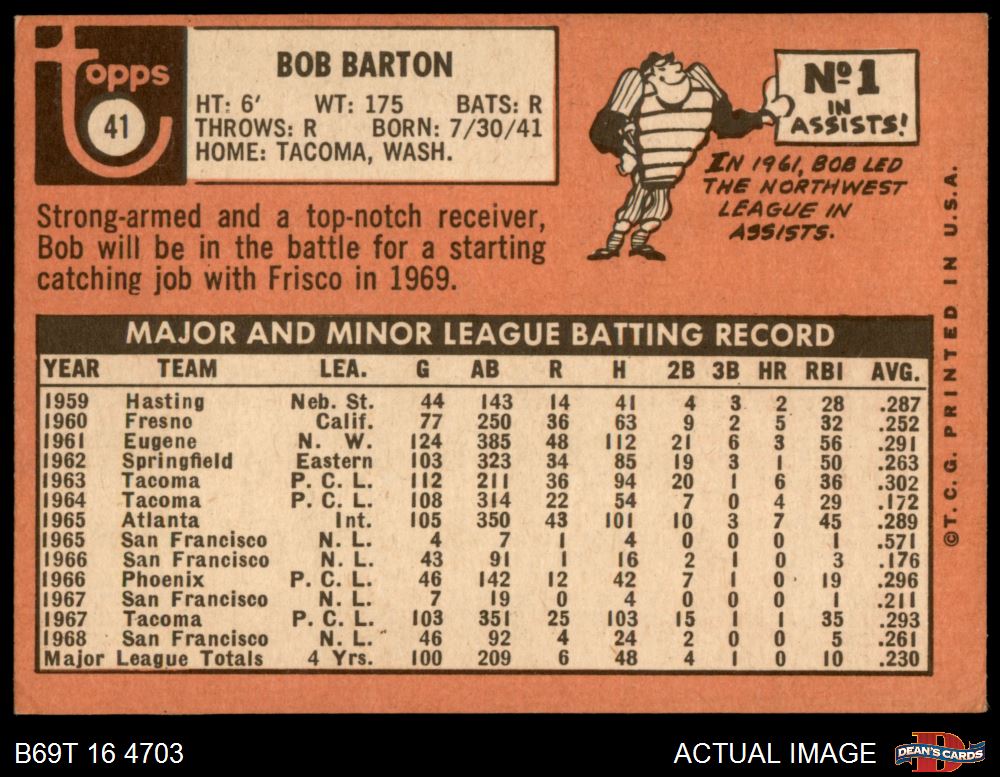 Topps
41
BOB BARTON
HT: 6' WT: 175 BATS: R
THROWS: R BORN: 7/30/41
HOME: TACOMA, WASH.
Strong-armed and a top-notch receiver,
Bob will be in the battle for a starting
catching job with Frisco in 1969.
Nº1
IN
ASSISTS!
IN 1961, BOB LED
THE NORTHWEST
LEAGUE IN
ASSISTS.
MAJOR AND MINOR LEAGUE BATTING RECORD
YEAR TEAM LEA. G AB R H 2B 3B HR RBI AVG.
1959 Hasting Neb. St. 44 143 14 41 4 3 2 28 .287
1960 Fresno Calif. 77 250 36 63 9 2 5 32 .252
1961 Eugene N. W. 124 385 48 112 21 6 3 56 .291
1962 Springfield Eastern 103 323 34 85 19 3 1 50 .263
1963 Tacoma P. C. L. 112 211 36 94 20 1 6 36 .302
1964 Tacoma P. C. L. 108 314 22 54 7 0 4 29 .172
1965 Atlanta Int. 105 350 43 101 10 3 7 45 .289
1965 San Francisco N. L. 4 7 1 4 0 0 0 1 .571
1966 San Francisco N. L. 43 91 1 16 2 1 0 3 .176
1966 Phoenix P. C. L. 46 142 12 42 7 1 0 19 .296
1967 San Francisco N. L. 7 19 0 4 0 0 0 1 .211
1967 Tacoma P. C. L. 103 351 25 103 15 1 1 35 .293
1968 San Francisco N. L. 46 92 4 24 2 0 0 5 .261
Major League Totals 4 Yrs. 100 209 6 48 4 1 0 10 .230
©T. C. G. PRINTED IN U.S.A.
B69T 16 4703
ACTUAL IMAGE
DEAN'S CARDS